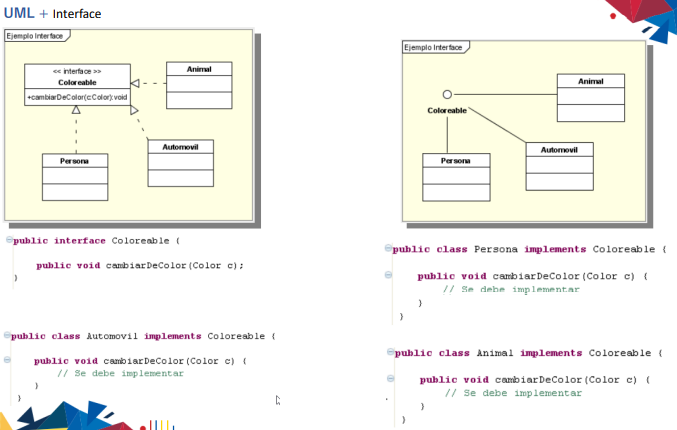 UML + Interface
Ejemplo Interface
<< interface >>
Coloreable
+cambiarDeColor(c:Color):void
Animal
Persona
Automovil
Ejemplo Interface
Coloreable
Animal
Persona
Automovil
public interface Coloreable {
public void cambiarDeColor(Color c);
}
public class Automovil implements Coloreable {
public void cambiarDeColor(Color c) {
// Se debe implementar
}
}
public class Persona implements Coloreable {
public void cambiarDeColor(Color c) {
// Se debe implementar
}
}
public class Animal implements Coloreable {
public void cambiarDeColor(Color c) {
// Se debe implementar
}
}